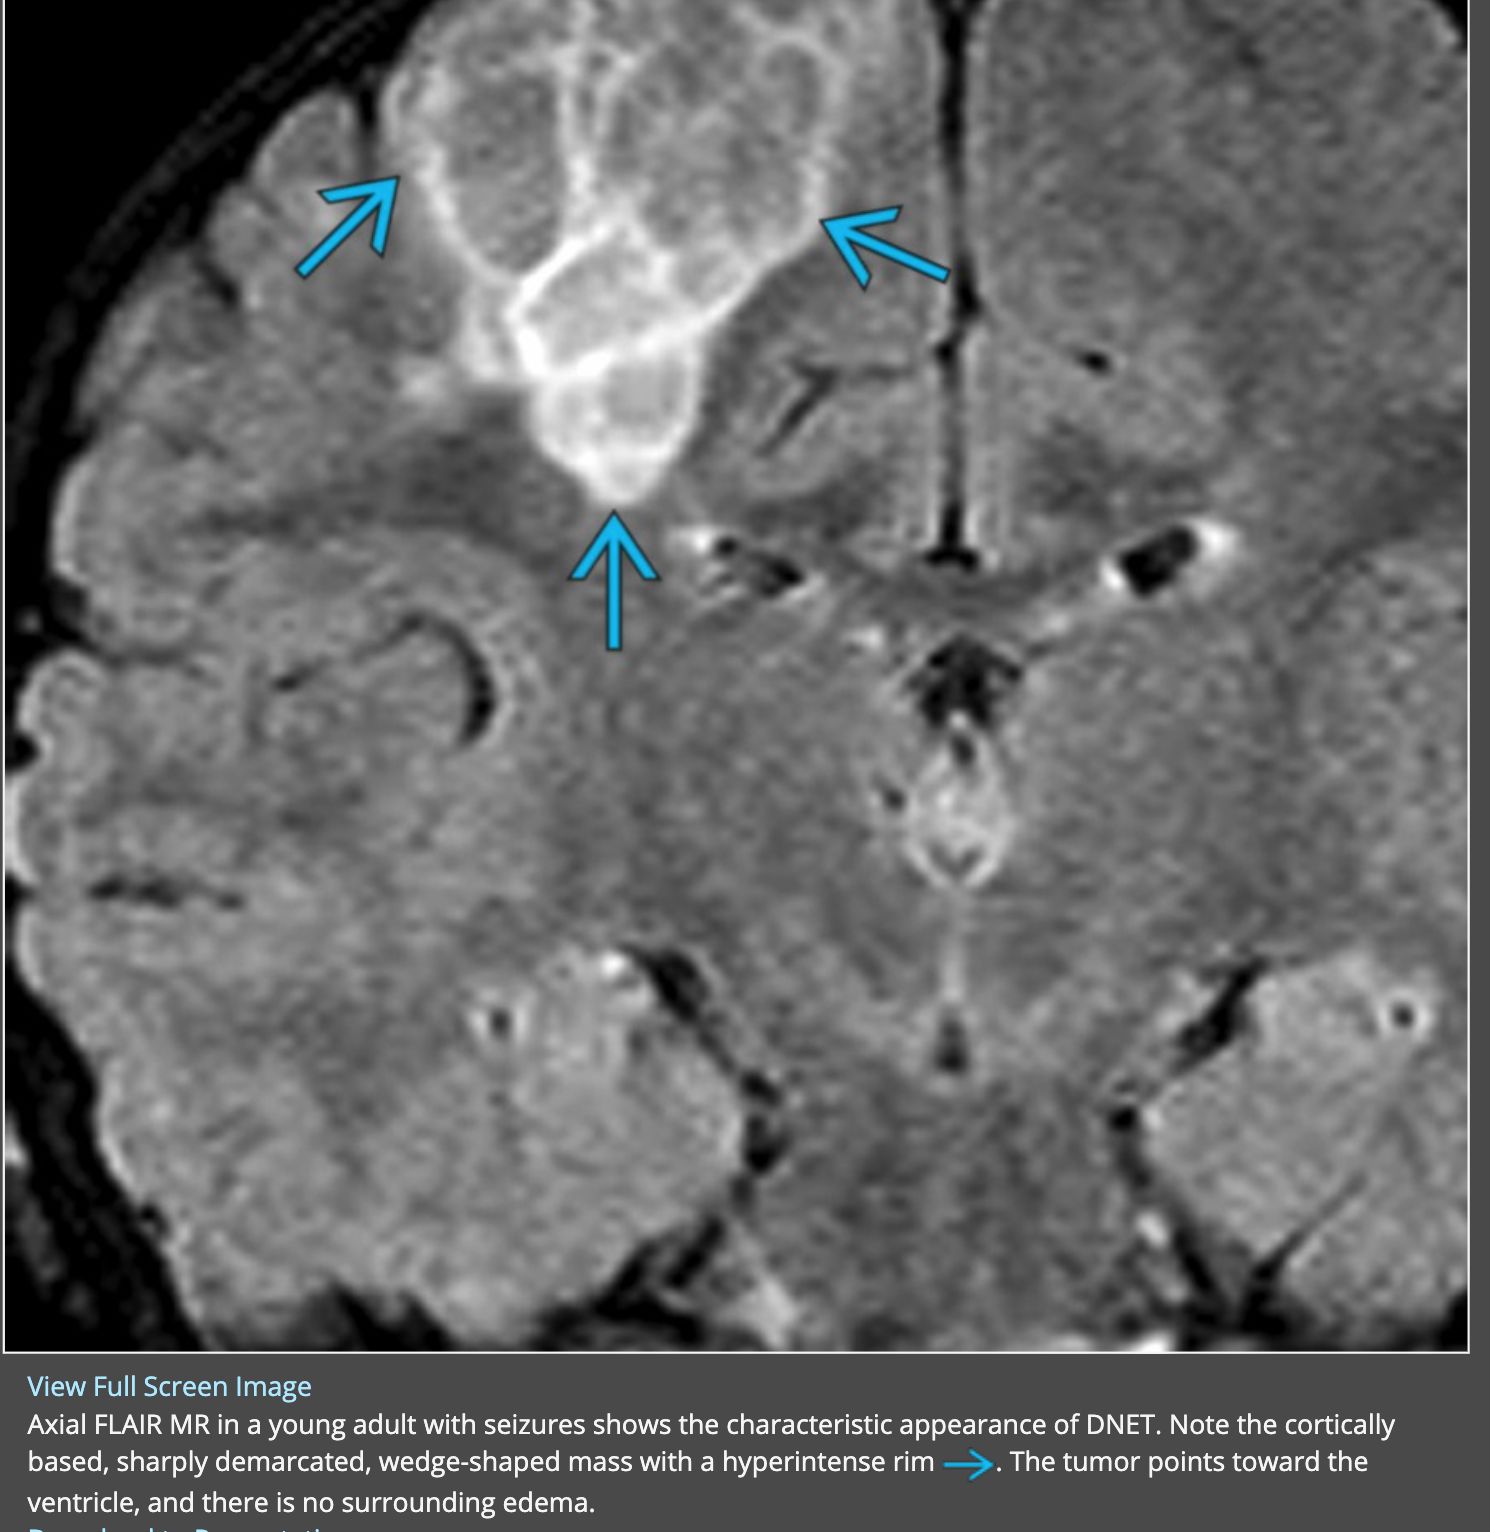 View Full Screen Image
Axial FLAIR MR in a young adult with seizures shows the characteristic appearance of DNET. Note the cortically
based, sharply demarcated, wedge-shaped mass with a hyperintense rim →. The tumor points toward the
ventricle, and there is no surrounding edema.